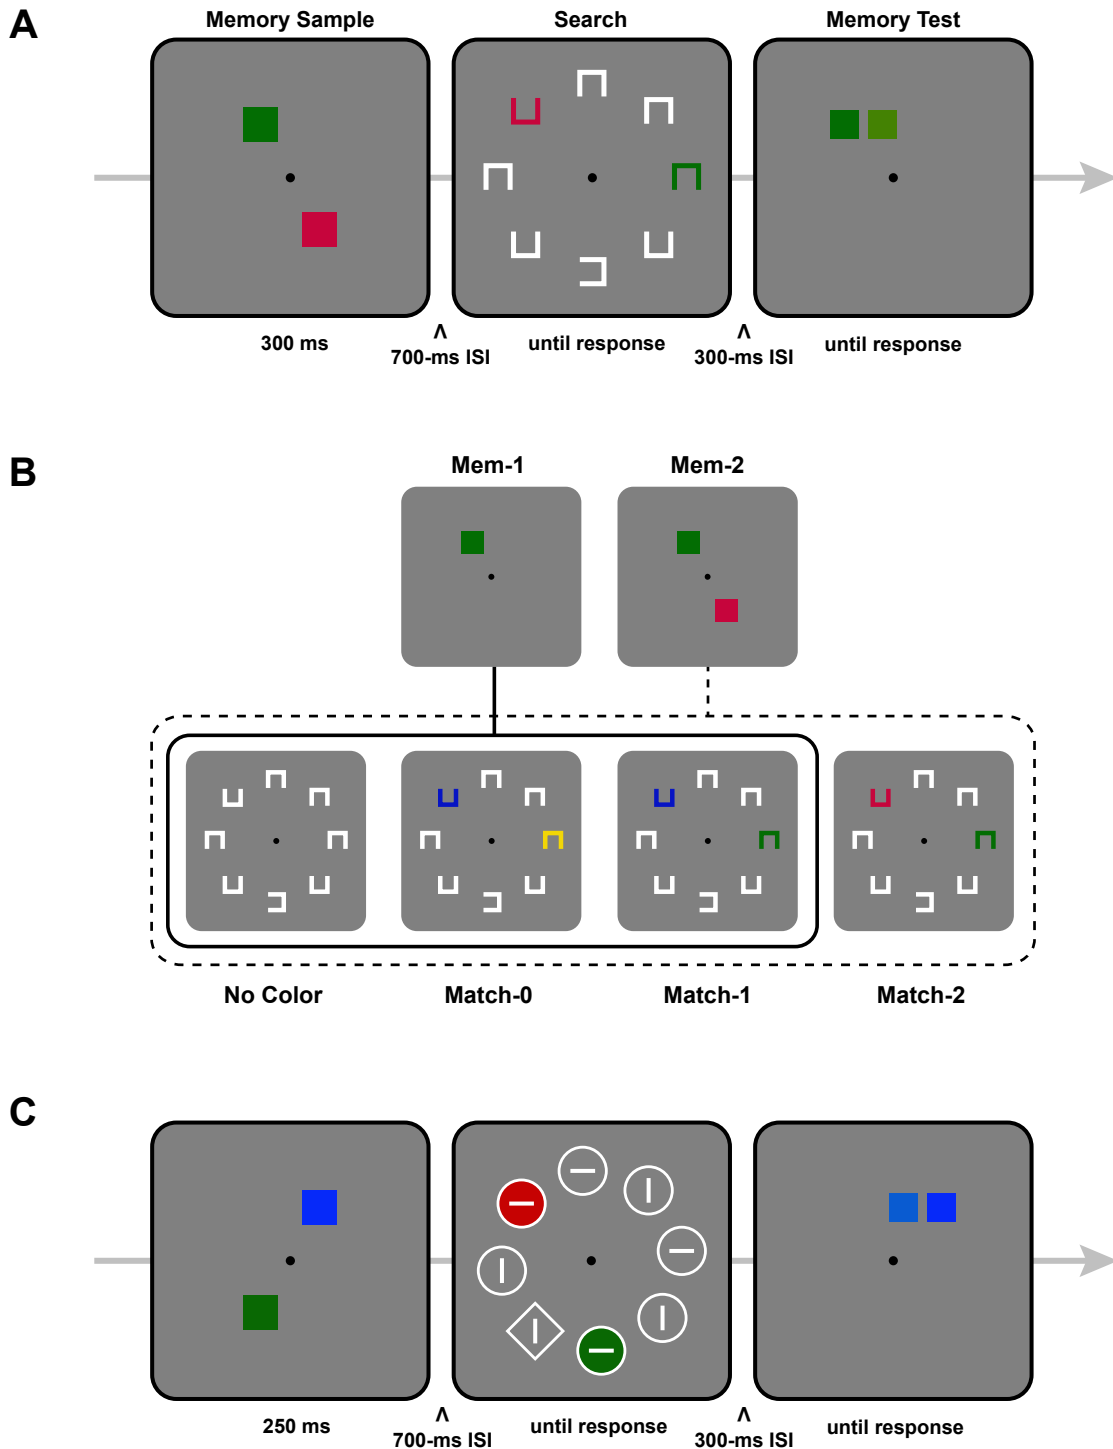 A
Memory Sample
Search
Memory Test
300 ms
^
700-ms ISI
until response
^
300-ms ISI
until response
B
Mem-1
Mem-2
No Color
Match-0
Match-1
Match-2
C
250 ms
^
700-ms ISI
until response
^
300-ms ISI
until response